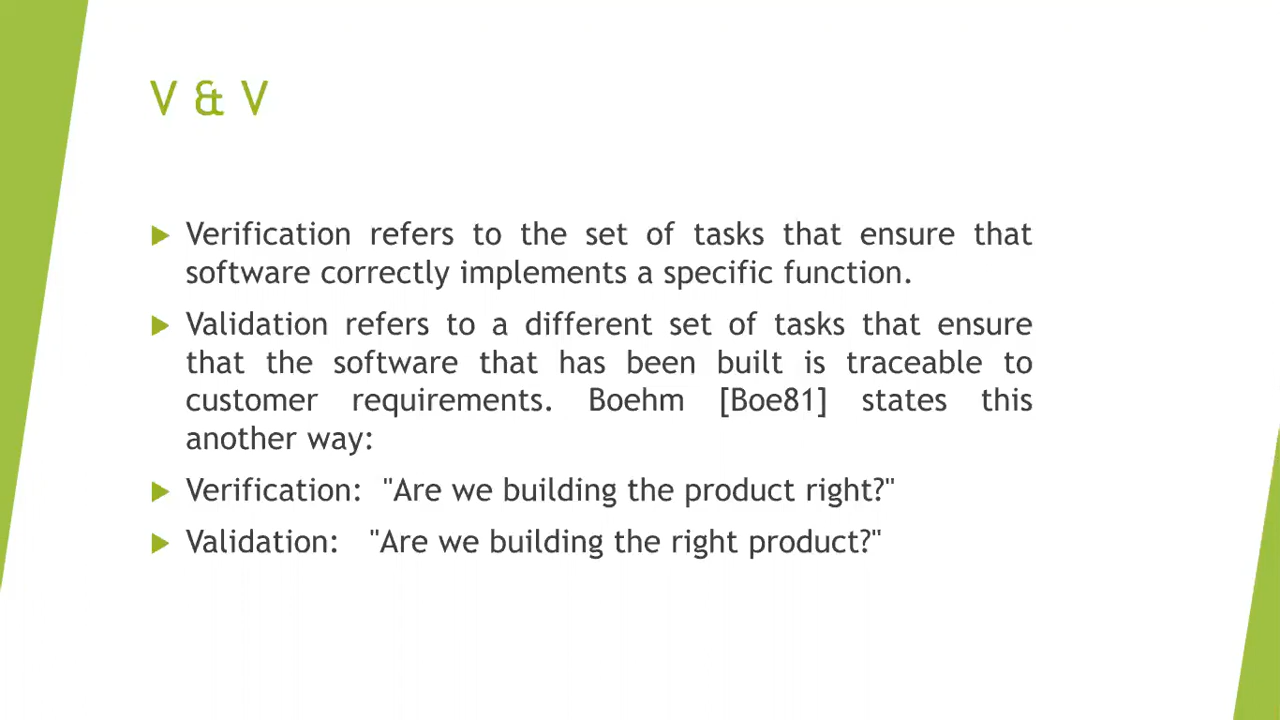 V & V
Verification refers to the set of tasks that ensure that
software correctly implements a specific function.
Validation refers to a different set of tasks that ensure
that the software that has been built is traceable to
customer requirements. Boehm [Boe81] states this
another way:
Verification: "Are we building the product right?"
Validation: "Are we building the right product?"